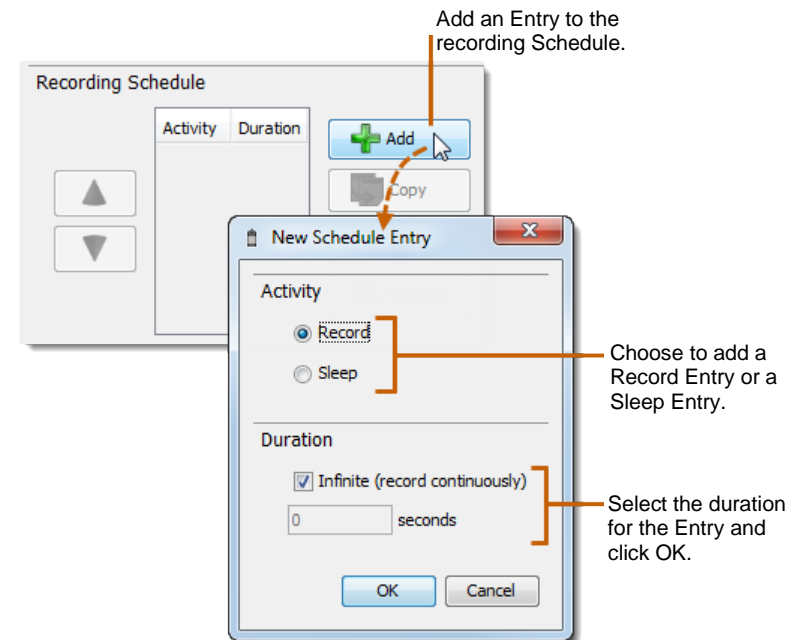 Add an Entry to the
recording Schedule.
Recording Schedule
Activity Duration
Add
Copy
New Schedule Entry
Activity
Record
Sleep
Choose to add a
Record Entry or a
Sleep Entry.
Duration
Infinite (record continuously)
0 seconds
Select the duration
for the Entry and
click OK.
OK Cancel